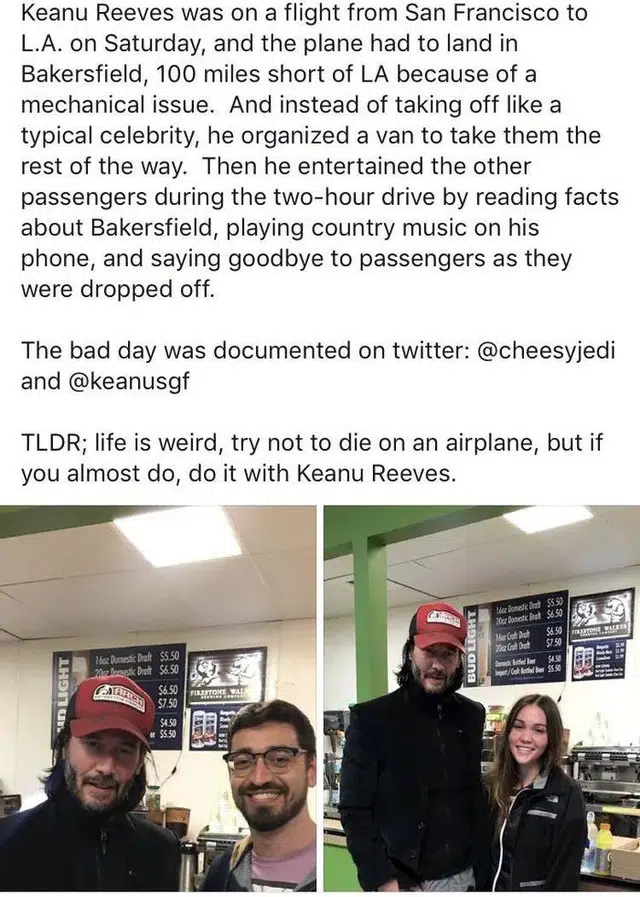 Keanu Reeves was on a flight from San Francisco to
L.A. on Saturday, and the plane had to land in
Bakersfield, 100 miles short of LA because of a
mechanical issue.  And instead of taking off like a
typical celebrity, he organized a van to take them the
rest of the way.  Then he entertained the other
passengers during the two-hour drive by reading facts
about Bakersfield, playing country music on his
phone, and saying goodbye to passengers as they
were dropped off.
The bad day was documented on twitter: @cheesyjedi
and @keanusgf
TLDR; life is weird, try not to die on an airplane, but if
you almost do, do it with Keanu Reeves.
UD LIGHT
16oz Domestic Draft $5.50
20oz Domestic Draft $6.50
$6.50
$7.50
$4.50
$5.50
FIRESTONE WALK
ARCH
BUD LIGHT
16oz Domestic Draft $5.50
20oz Domestic Draft $6.50
16oz Craft Draft $6.50
20oz Craft Draft $7.50
Domestic Bottled Beer $4.50
Import/Craft Bottled Beer $5.50
FIRESTONE WALKER